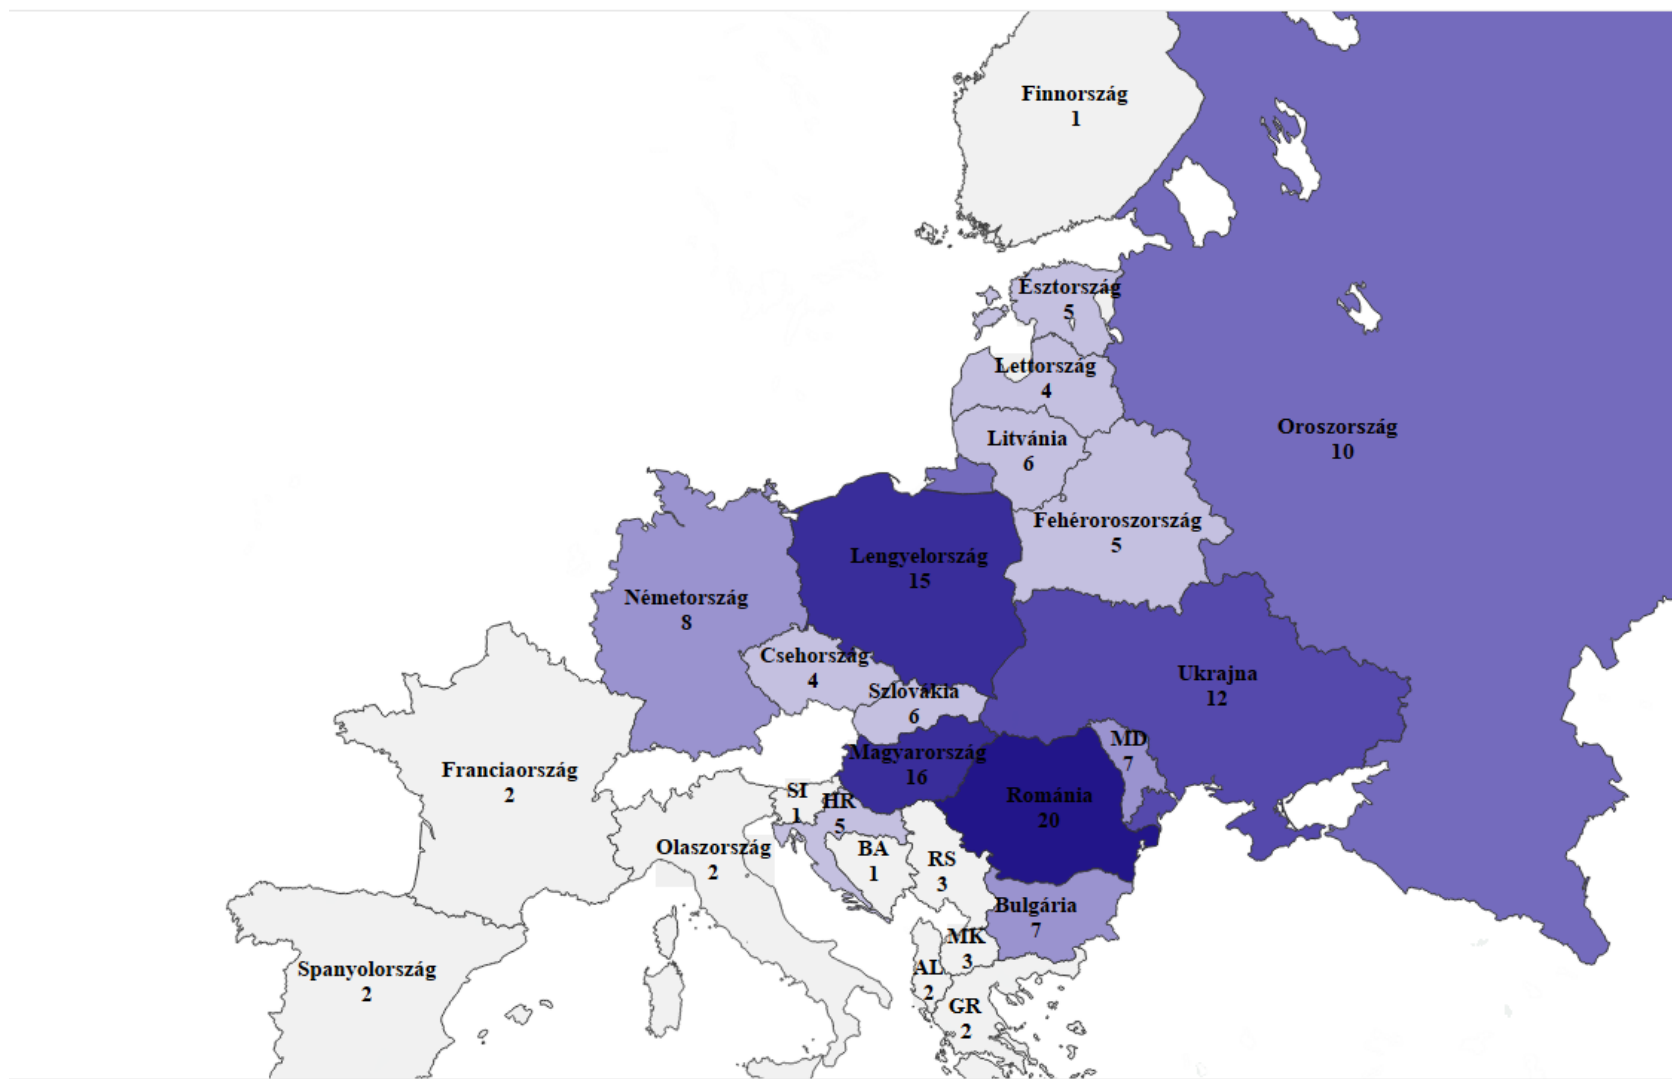 Finnország
1
Észtország
5
Lettország
4
Litvánia
6
Oroszország
10
Fehéroroszország
5
Lengyelország
15
Németország
8
Csehország
4
Szlovákia
6
Ukrajna
12
Magyarország
16
MD
7
Franciaország
2
SI
1
HR
5
Románia
20
Olaszország
2
BA
1
RS
3
Bulgária
7
MK
3
Spanyolország
2
AL
2
GR
2